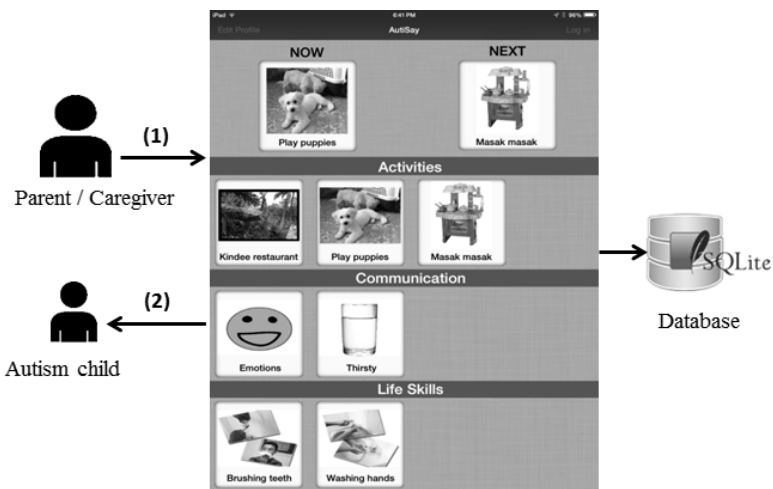 iPad 6:41 PM 96%
Edit Profile AutiSay Log in
NOW NEXT
Play puppies Masak masak
(1)
Parent / Caregiver
Activities
Kindee restaurant Play puppies Masak masak
SQLite
Database
Communication
(2)
Autism child
Emotions Thirsty
Life Skills
Brushing teeth Washing hands